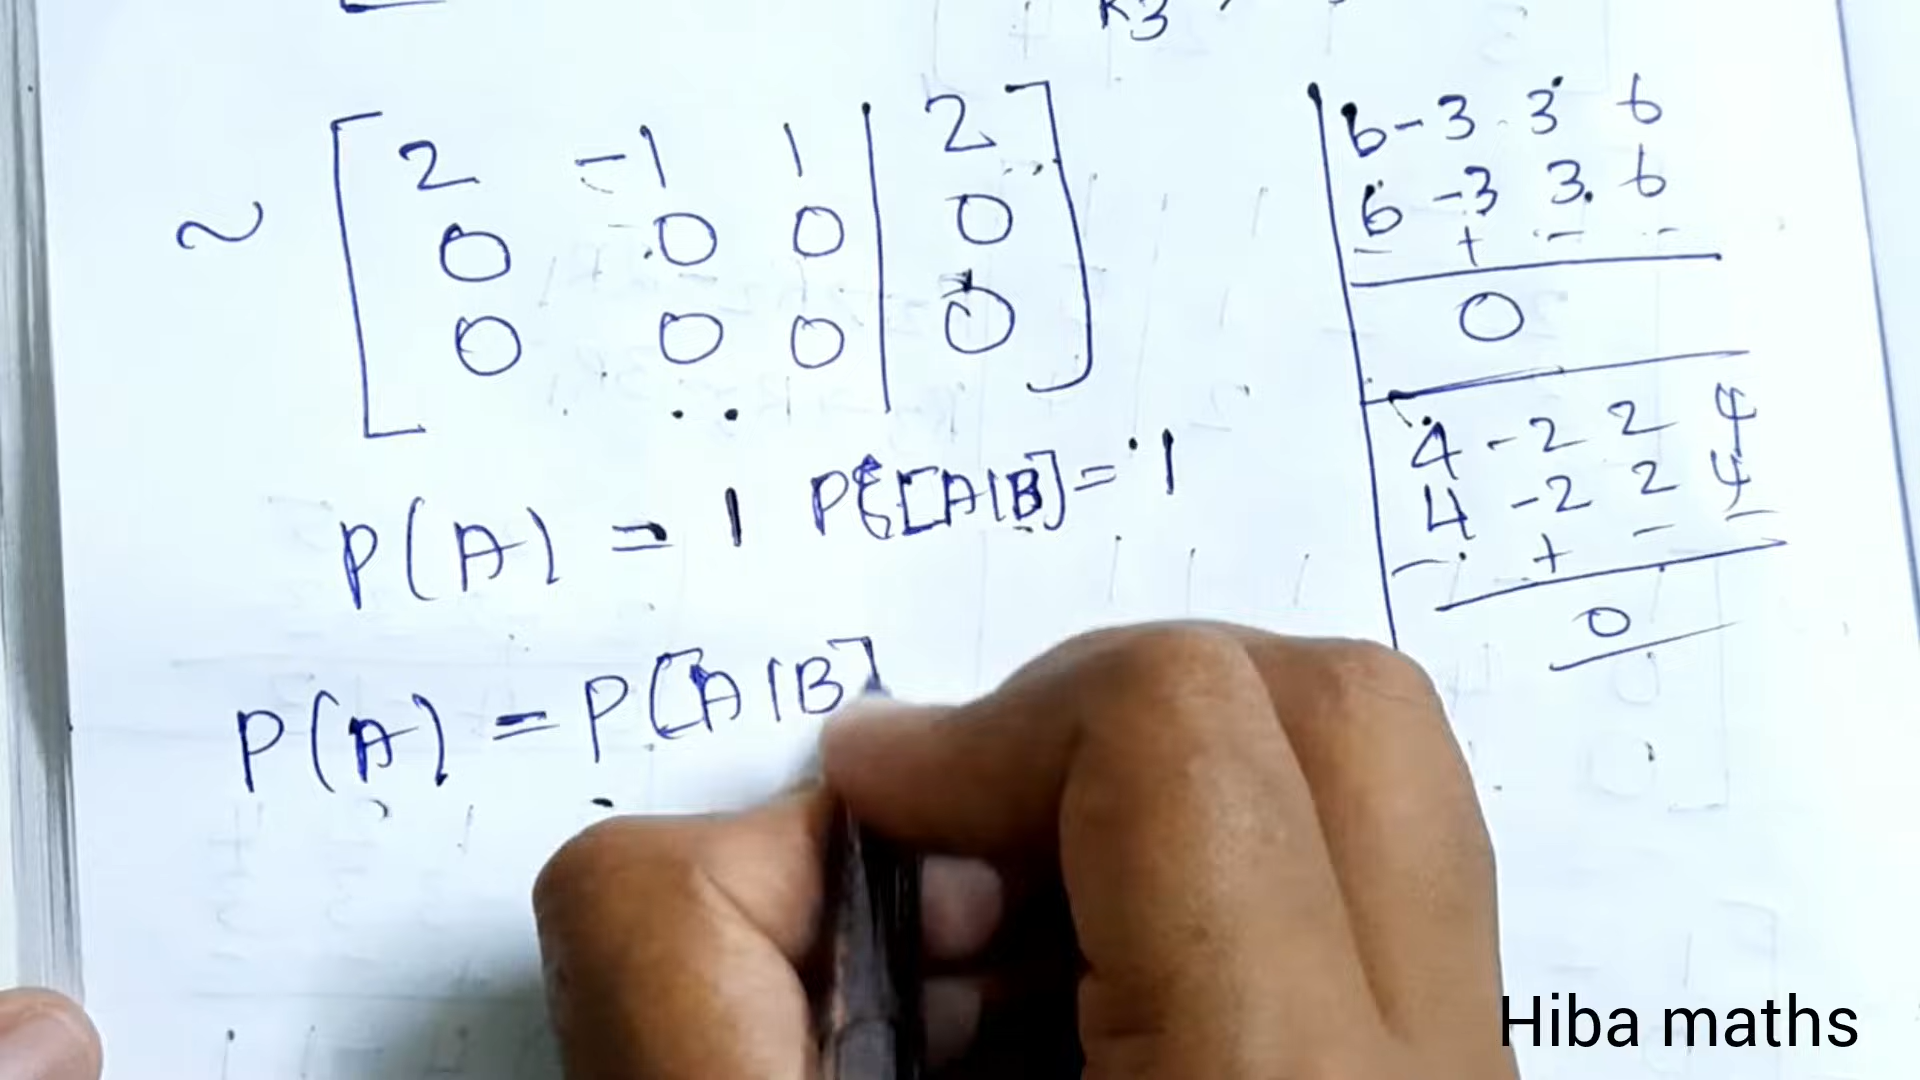 R3
~ [ 2 -1 1 | 2 ]
0 0 0 | 0
0 0 0 | 0
P(A) = 1 P[[A|B] = 1
P(A) = P[A|B]
6 -3 3 6
6 -3 3 6
- + - -
0
4 -2 2 4
4 -2 2 4
- + - -
0
Hiba maths